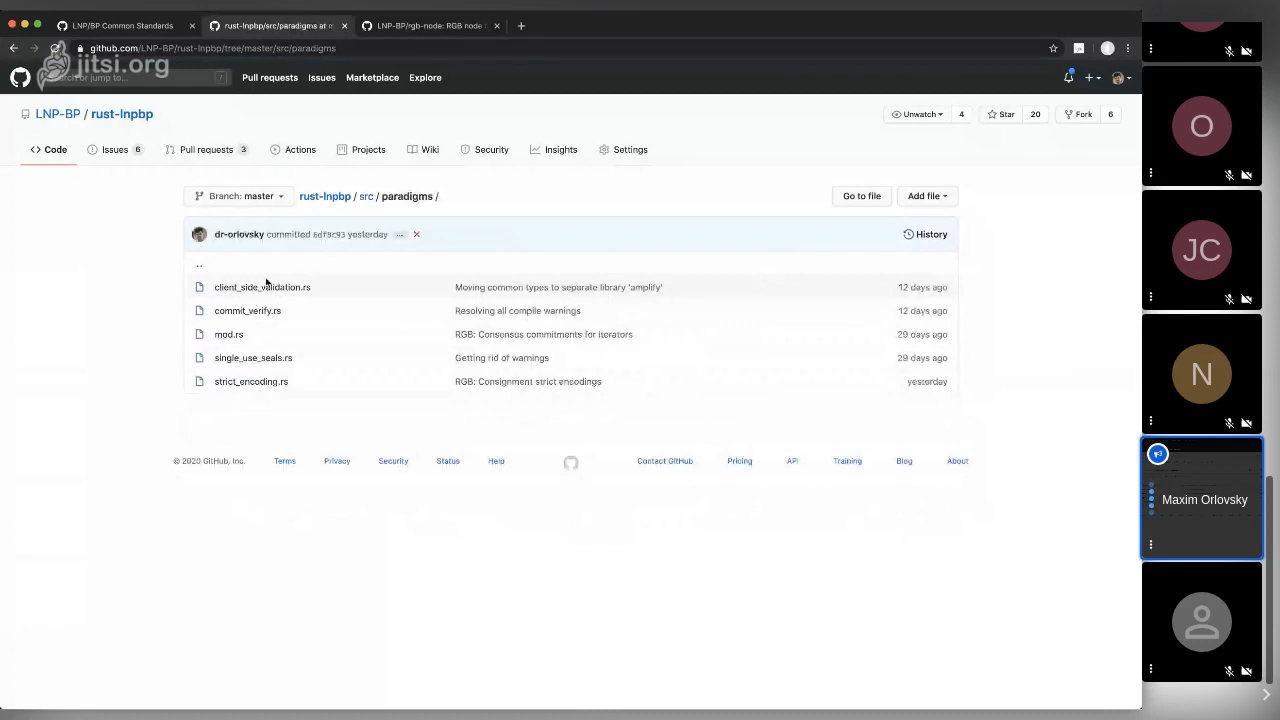 LNP/BP Common Standards
rust-lnpbp/src/paradigms at m
LNP-BP/rgb-node: RGB node
github.com/LNP-BP/rust-lnpbp/tree/master/src/paradigms
jitsi.org
Search or jump to...
Pull requests Issues Marketplace Explore
LNP-BP / rust-lnpbp
Unwatch 4 Star 20 Fork 6
Code Issues 6 Pull requests 3 Actions Projects Wiki Security Insights Settings
Branch: master rust-lnpbp / src / paradigms / Go to file Add file
dr-orlovsky committed 6df8c93 yesterday ... History
..
client_side_validation.rs Moving common types to separate library 'amplify' 12 days ago
commit_verify.rs Resolving all compile warnings 12 days ago
mod.rs RGB: Consensus commitments for iterators 29 days ago
single_use_seals.rs Getting rid of warnings 29 days ago
strict_encoding.rs RGB: Consignment strict encodings yesterday
© 2020 GitHub, Inc. Terms Privacy Security Status Help Contact GitHub Pricing API Training Blog About
O
JC
N
Maxim Orlovsky